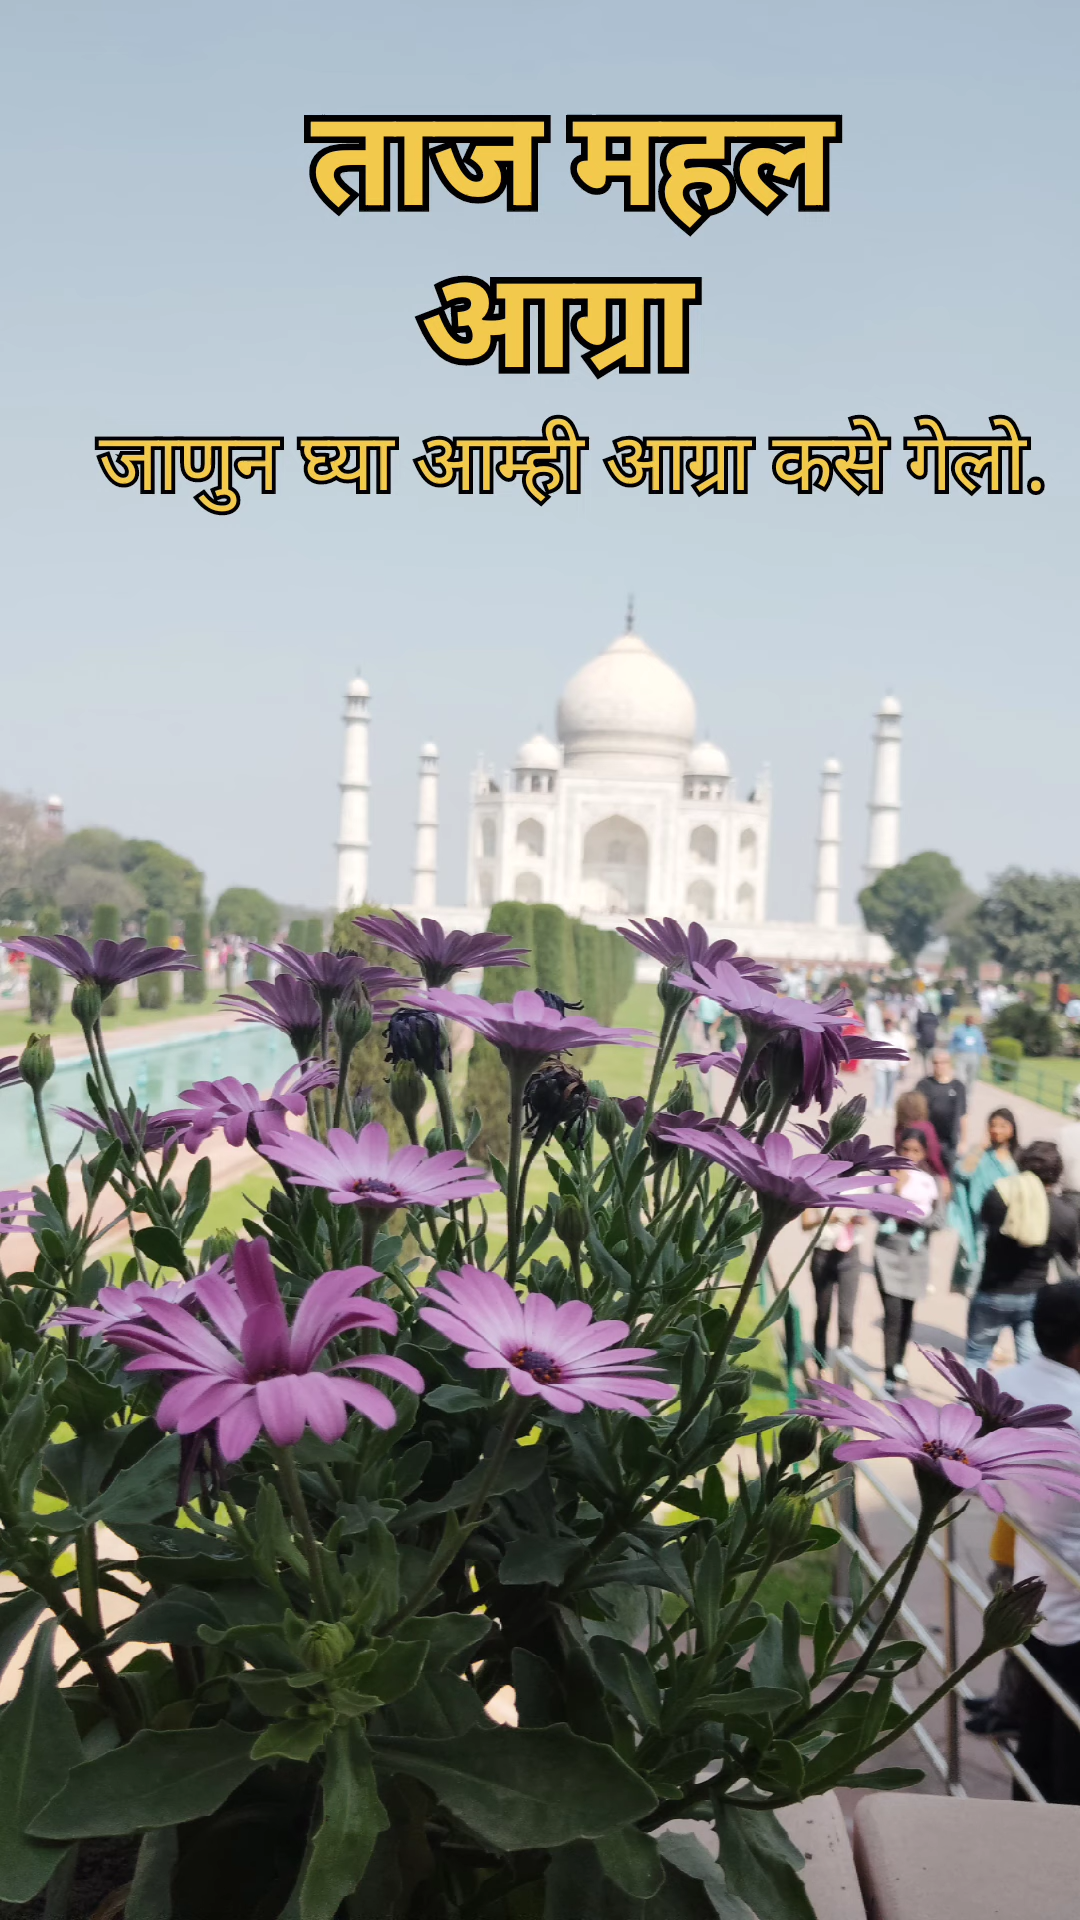 ताज महल
आग्रा
जाणुन घ्या आम्ही आग्रा कसे गेलो.